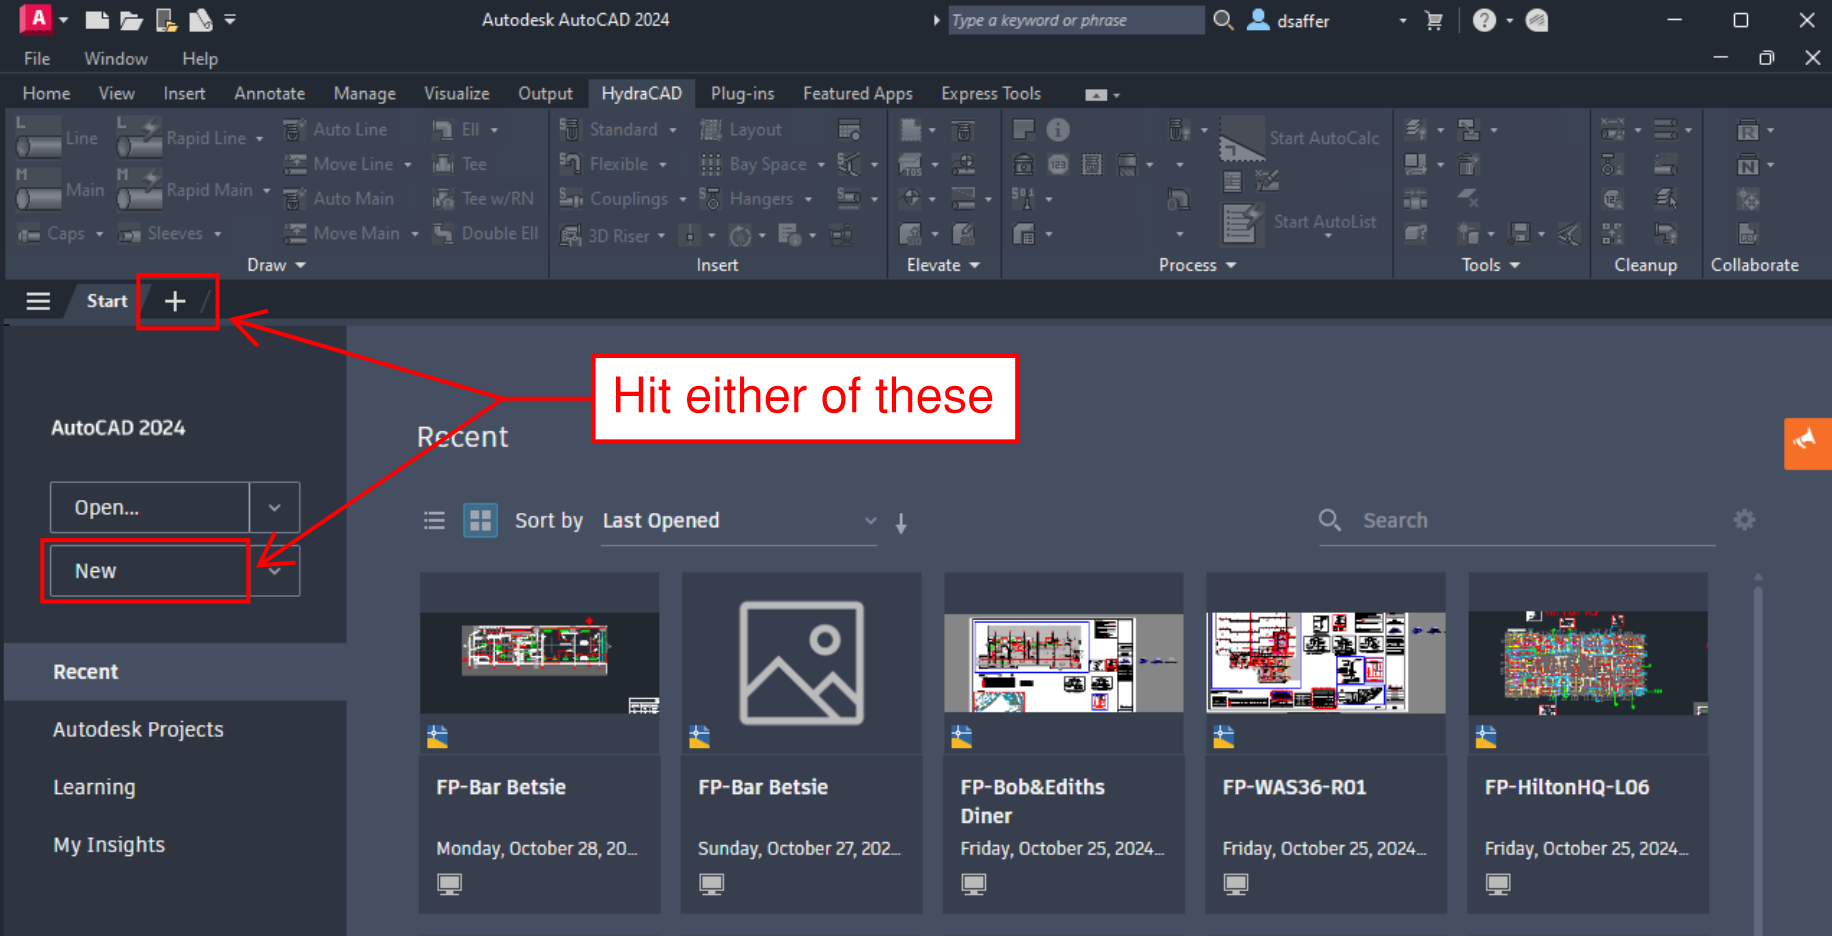 A Autodesk AutoCAD 2024 Type a keyword or phrase dsaffer ?
File Window Help
Home View Insert Annotate Manage Visualize Output HydraCAD Plug-ins Featured Apps Express Tools
L Line L Rapid Line Auto Line Ell Standard Layout Start AutoCalc
Move Line Tee Flexible Bay Space TOS 123
M Main M Rapid Main Auto Main Tee w/RN Couplings Hangers
Caps Sleeves Move Main Double Ell 3D Riser Start AutoList
Draw Insert Elevate Process Tools Cleanup Collaborate
Start +
Hit either of these
AutoCAD 2024
Recent
Open...
Sort by Last Opened Search
New
Recent
Autodesk Projects
Learning
My Insights
FP-Bar Betsie
Monday, October 28, 20...
FP-Bar Betsie
Sunday, October 27, 202...
FP-Bob&Ediths
Diner
Friday, October 25, 2024...
FP-WAS36-R01
Friday, October 25, 2024...
FP-HiltonHQ-L06
Friday, October 25, 2024...